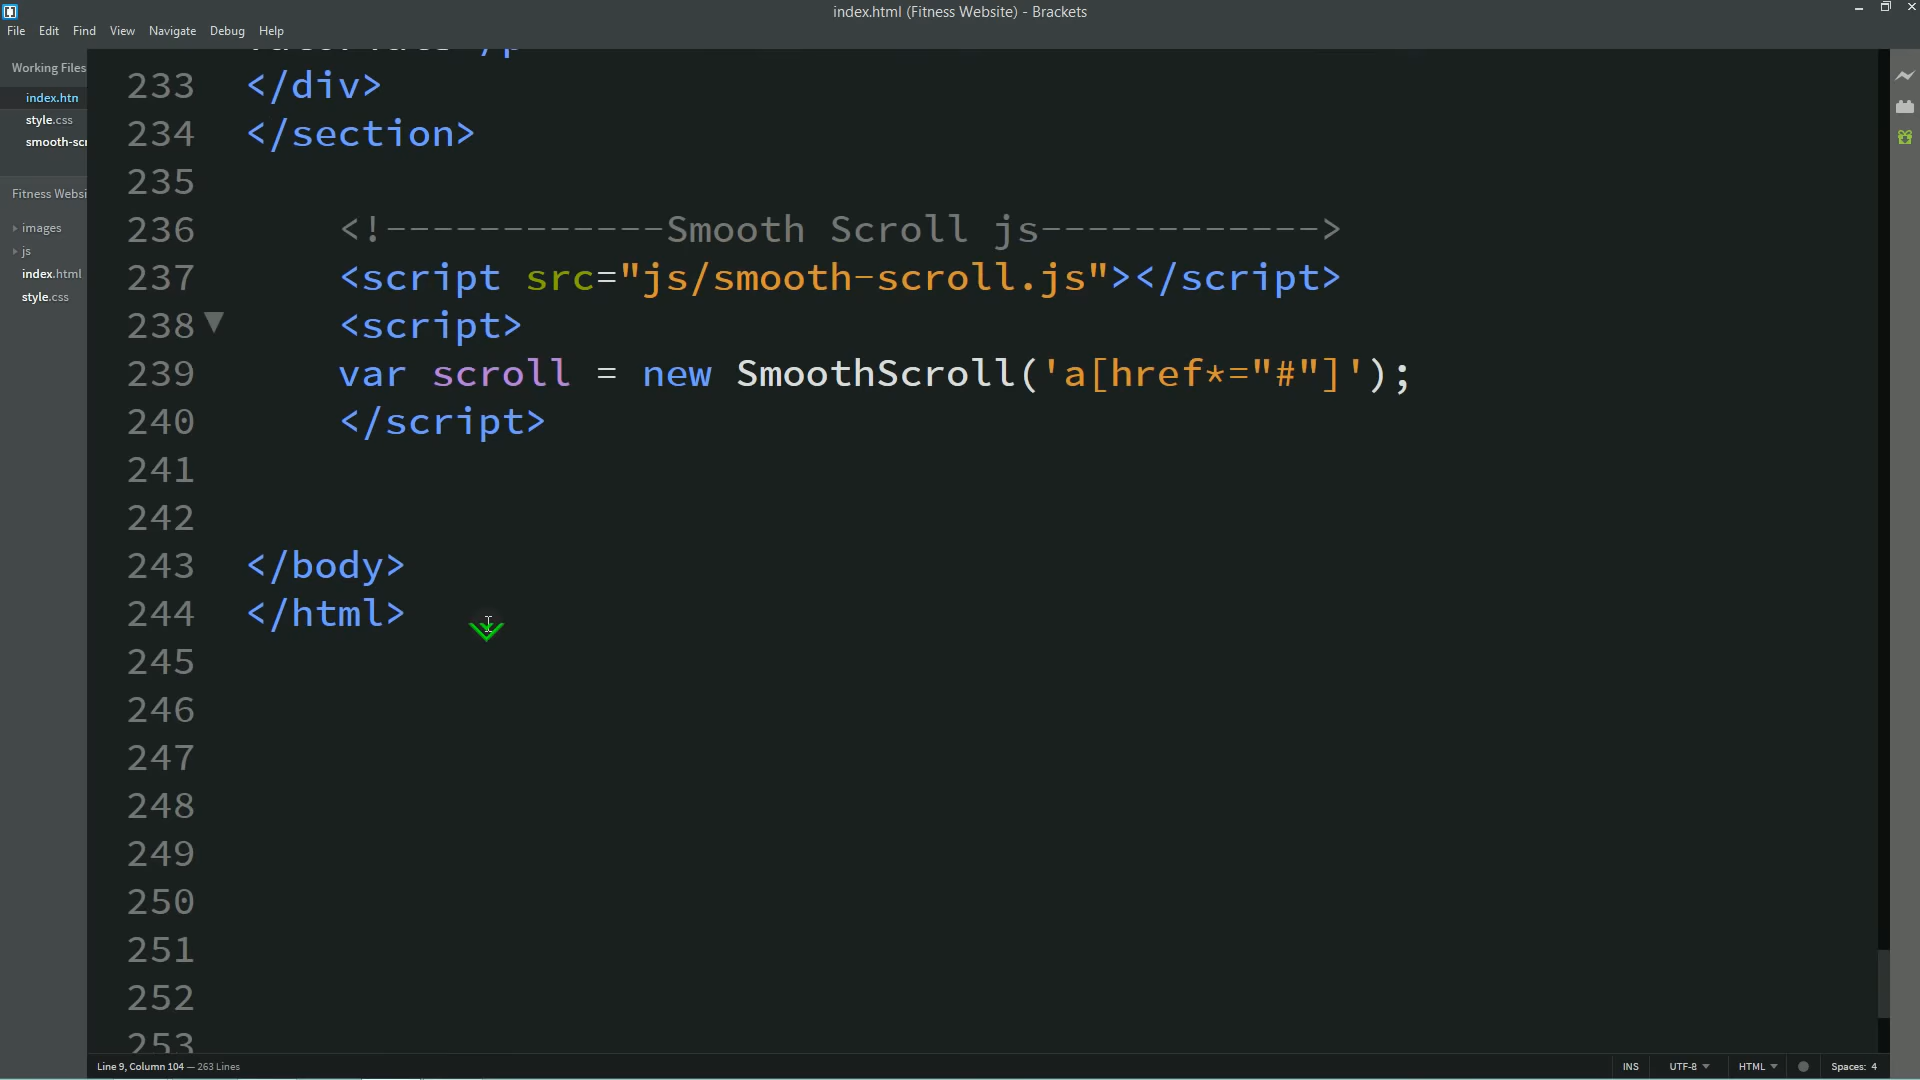 index.html (Fitness Website) - Brackets
File Edit Find View Navigate Debug Help
Working Files
index.htm
style.css
smooth-scr
Fitness Websi
images
js
index.html
style.css
233 </div>
234 </section>
235
236 <!------------Smooth Scroll js------------>
237 <script src="js/smooth-scroll.js"></script>
238 <script>
239 var scroll = new SmoothScroll('a[href*="#"]');
240 </script>
241
242
243 </body>
244 </html>
245
246
247
248
249
250
251
252
253
Line 9, Column 104 — 263 Lines
INS UTF-8 HTML Spaces: 4